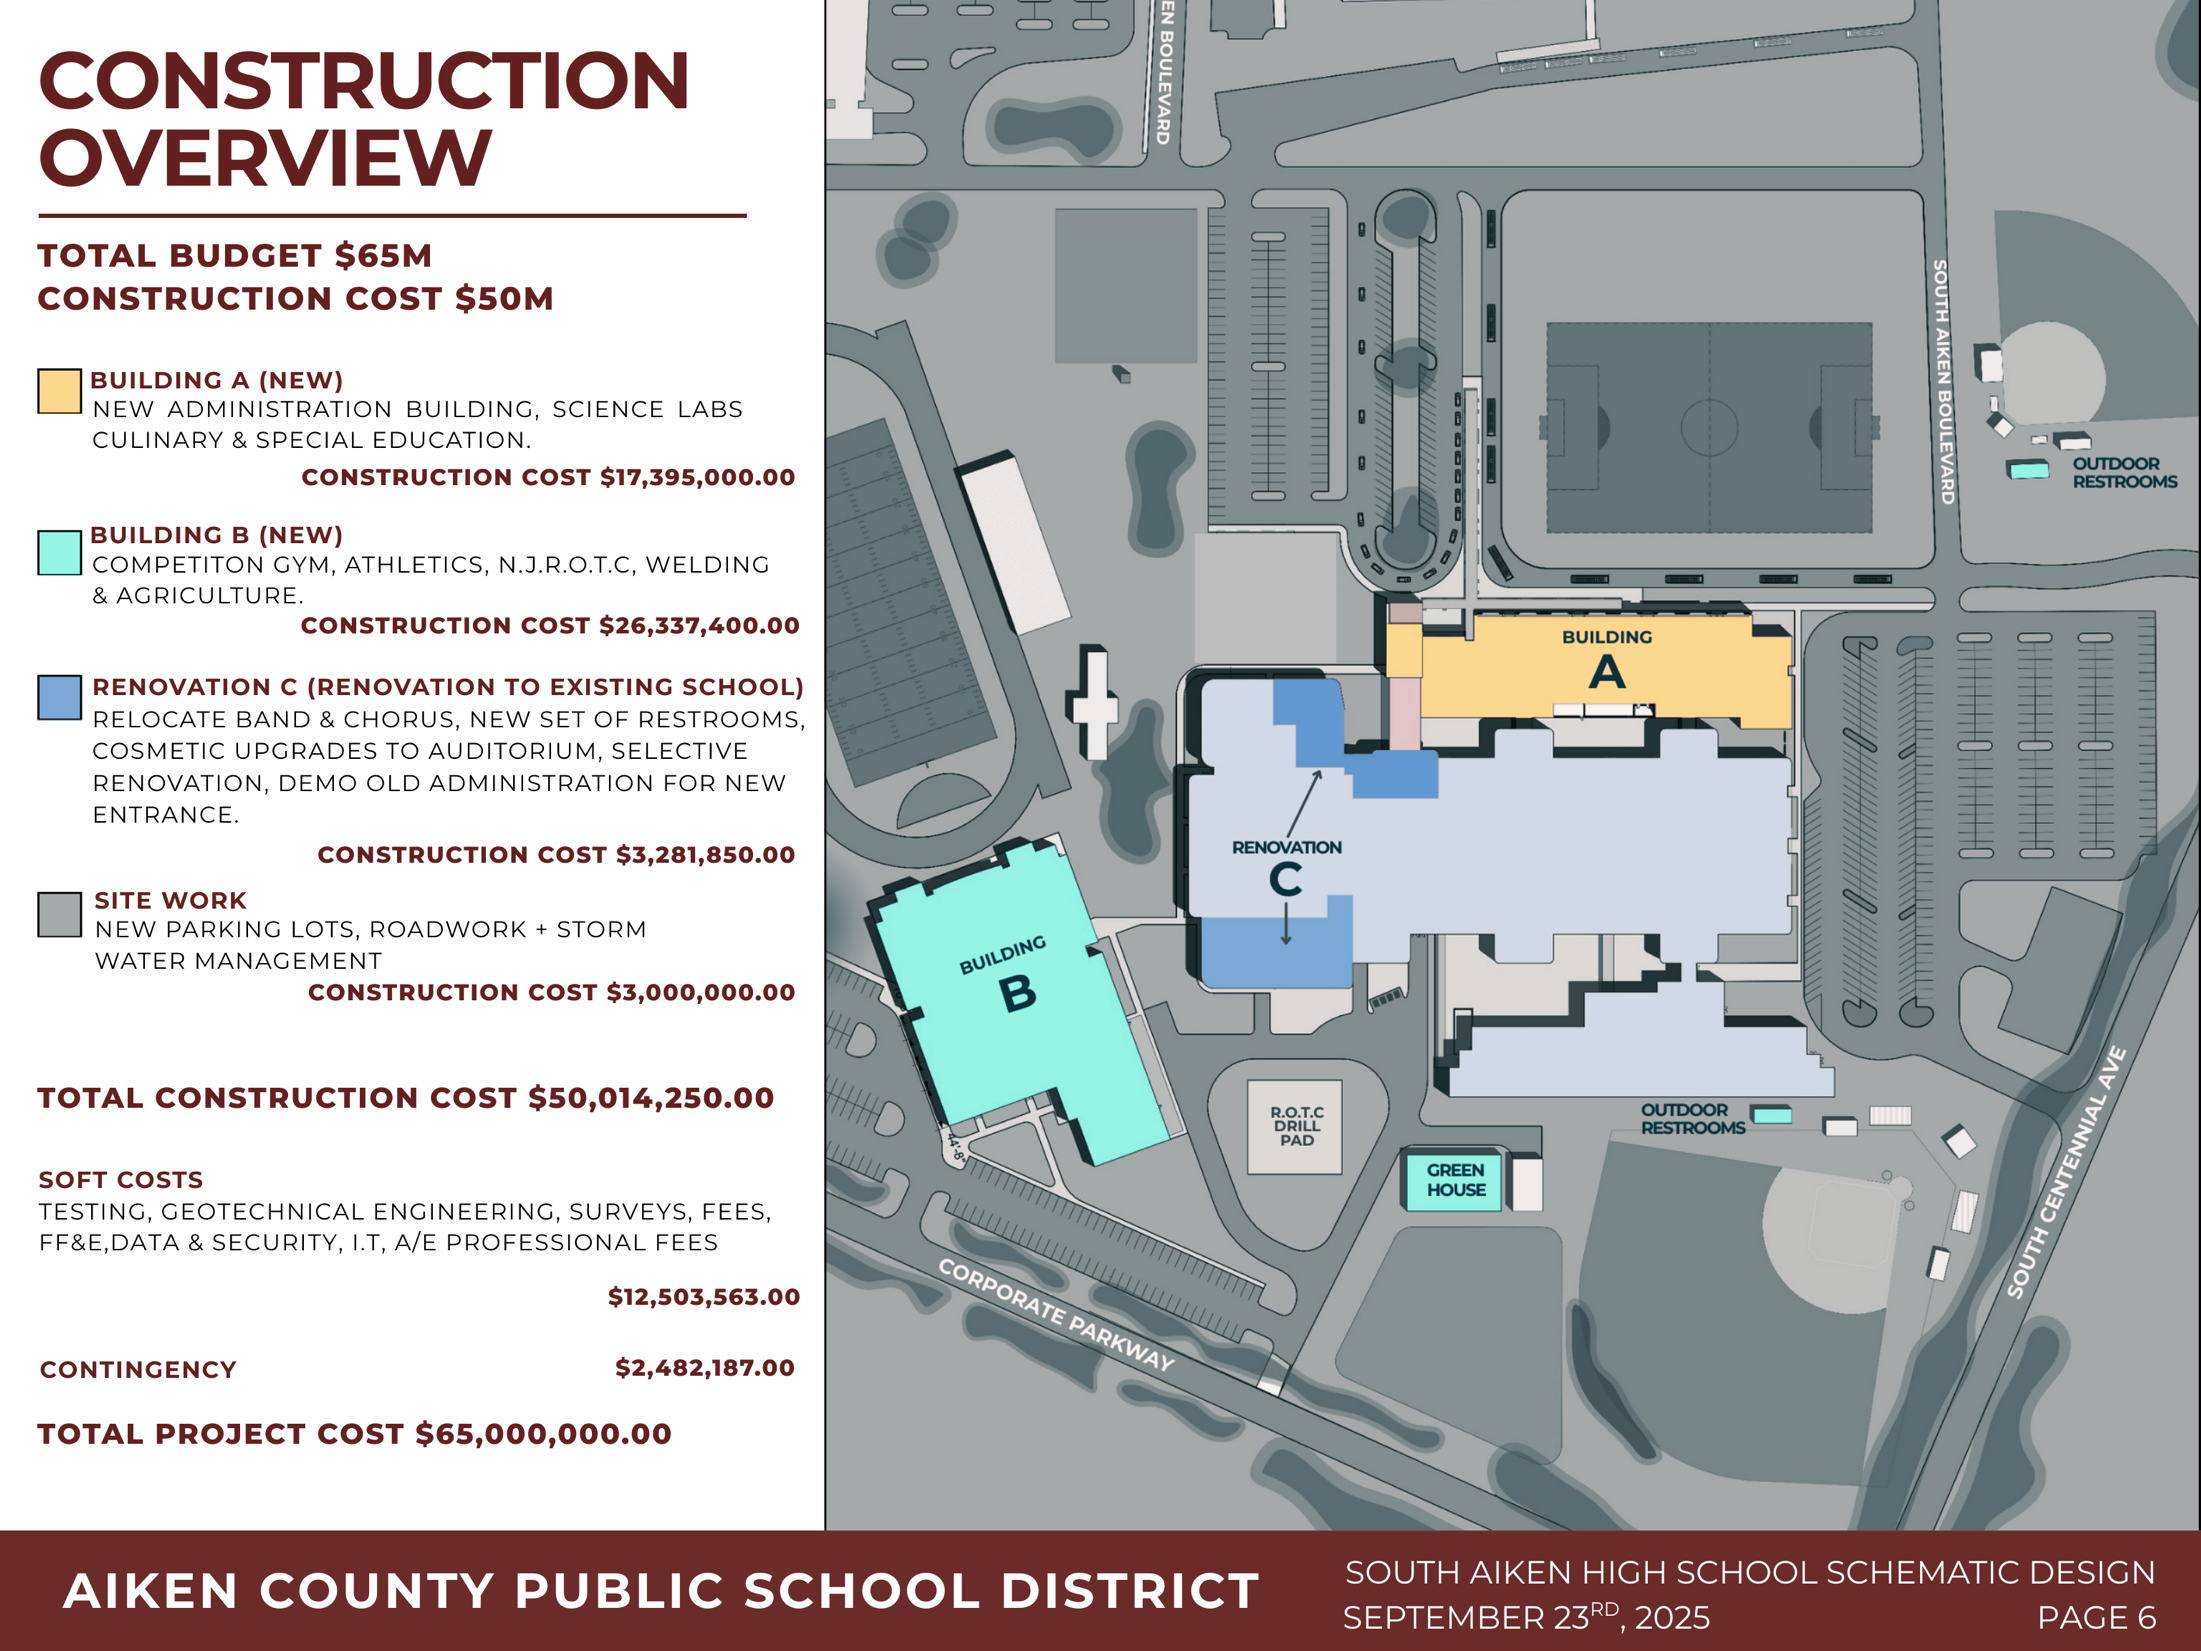 CONSTRUCTION
OVERVIEW
TOTAL BUDGET $65M
CONSTRUCTION COST $50M
BUILDING A (NEW)
NEW ADMINISTRATION BUILDING, SCIENCE LABS
CULINARY & SPECIAL EDUCATION.
CONSTRUCTION COST $17,395,000.00
BUILDING B (NEW)
COMPETITON GYM, ATHLETICS, N.J.R.O.T.C, WELDING
& AGRICULTURE.
CONSTRUCTION COST $26,337,400.00
RENOVATION C (RENOVATION TO EXISTING SCHOOL)
RELOCATE BAND & CHORUS, NEW SET OF RESTROOMS,
COSMETIC UPGRADES TO AUDITORIUM, SELECTIVE
RENOVATION, DEMO OLD ADMINISTRATION FOR NEW
ENTRANCE.
CONSTRUCTION COST $3,281,850.00
SITE WORK
NEW PARKING LOTS, ROADWORK + STORM
WATER MANAGEMENT
CONSTRUCTION COST $3,000,000.00
TOTAL CONSTRUCTION COST $50,014,250.00
SOFT COSTS
TESTING, GEOTECHNICAL ENGINEERING, SURVEYS, FEES,
FF&E,DATA & SECURITY, I.T, A/E PROFESSIONAL FEES
$12,503,563.00
CONTINGENCY $2,482,187.00
TOTAL PROJECT COST $65,000,000.00
EN BOULEVARD
SOUTH AIKEN BOULEVARD
OUTDOOR
RESTROOMS
BUILDING
A
RENOVATION
C
BUILDING
B
44'-8"
R.O.T.C
DRILL
PAD
OUTDOOR
RESTROOMS
GREEN
HOUSE
SOUTH CENTENNIAL AVE
CORPORATE PARKWAY
AIKEN COUNTY PUBLIC SCHOOL DISTRICT
SOUTH AIKEN HIGH SCHOOL SCHEMATIC DESIGN
SEPTEMBER 23RD, 2025 PAGE 6